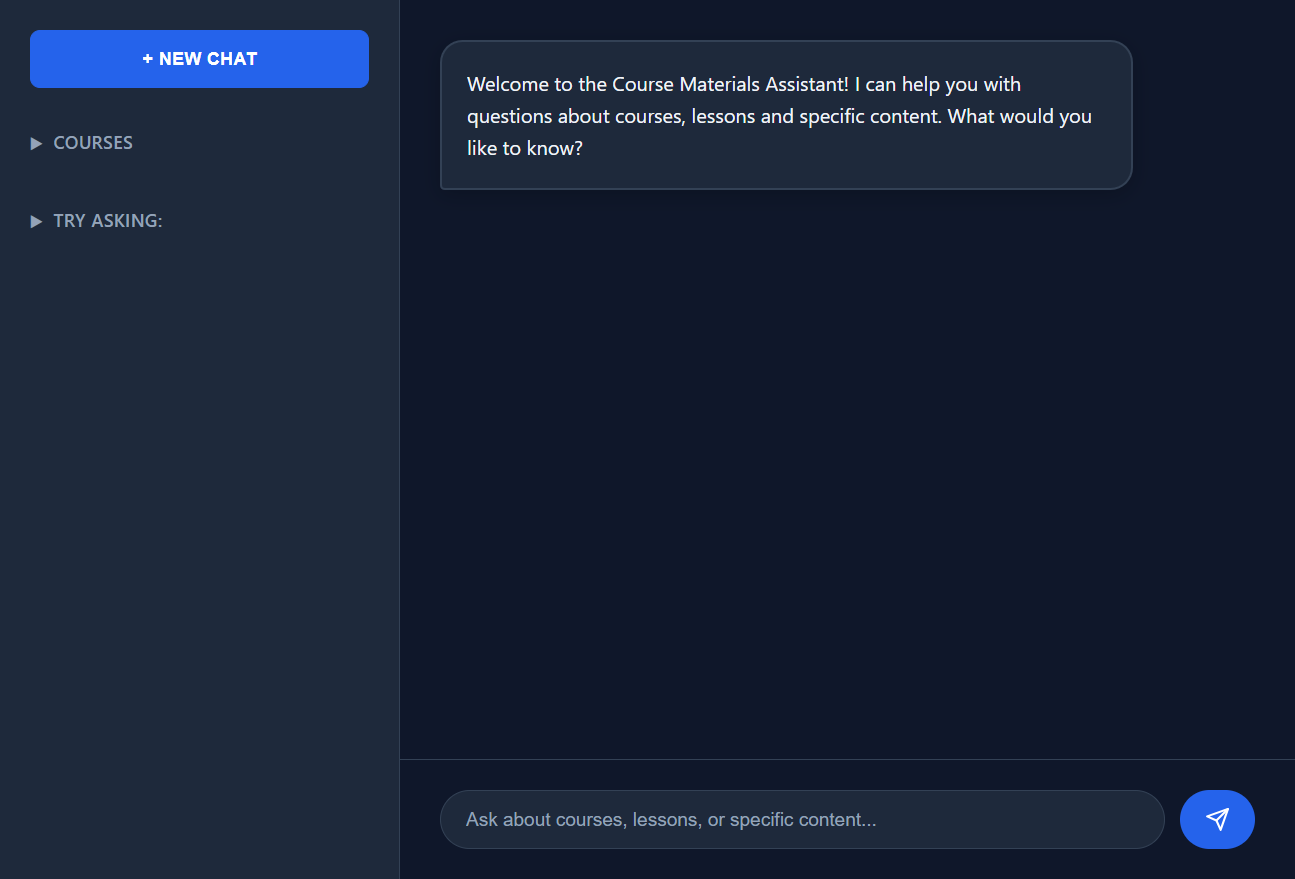 + NEW CHAT
▶ COURSES
▶ TRY ASKING:
Welcome to the Course Materials Assistant! I can help you with
questions about courses, lessons and specific content. What would you
like to know?
Ask about courses, lessons, or specific content...